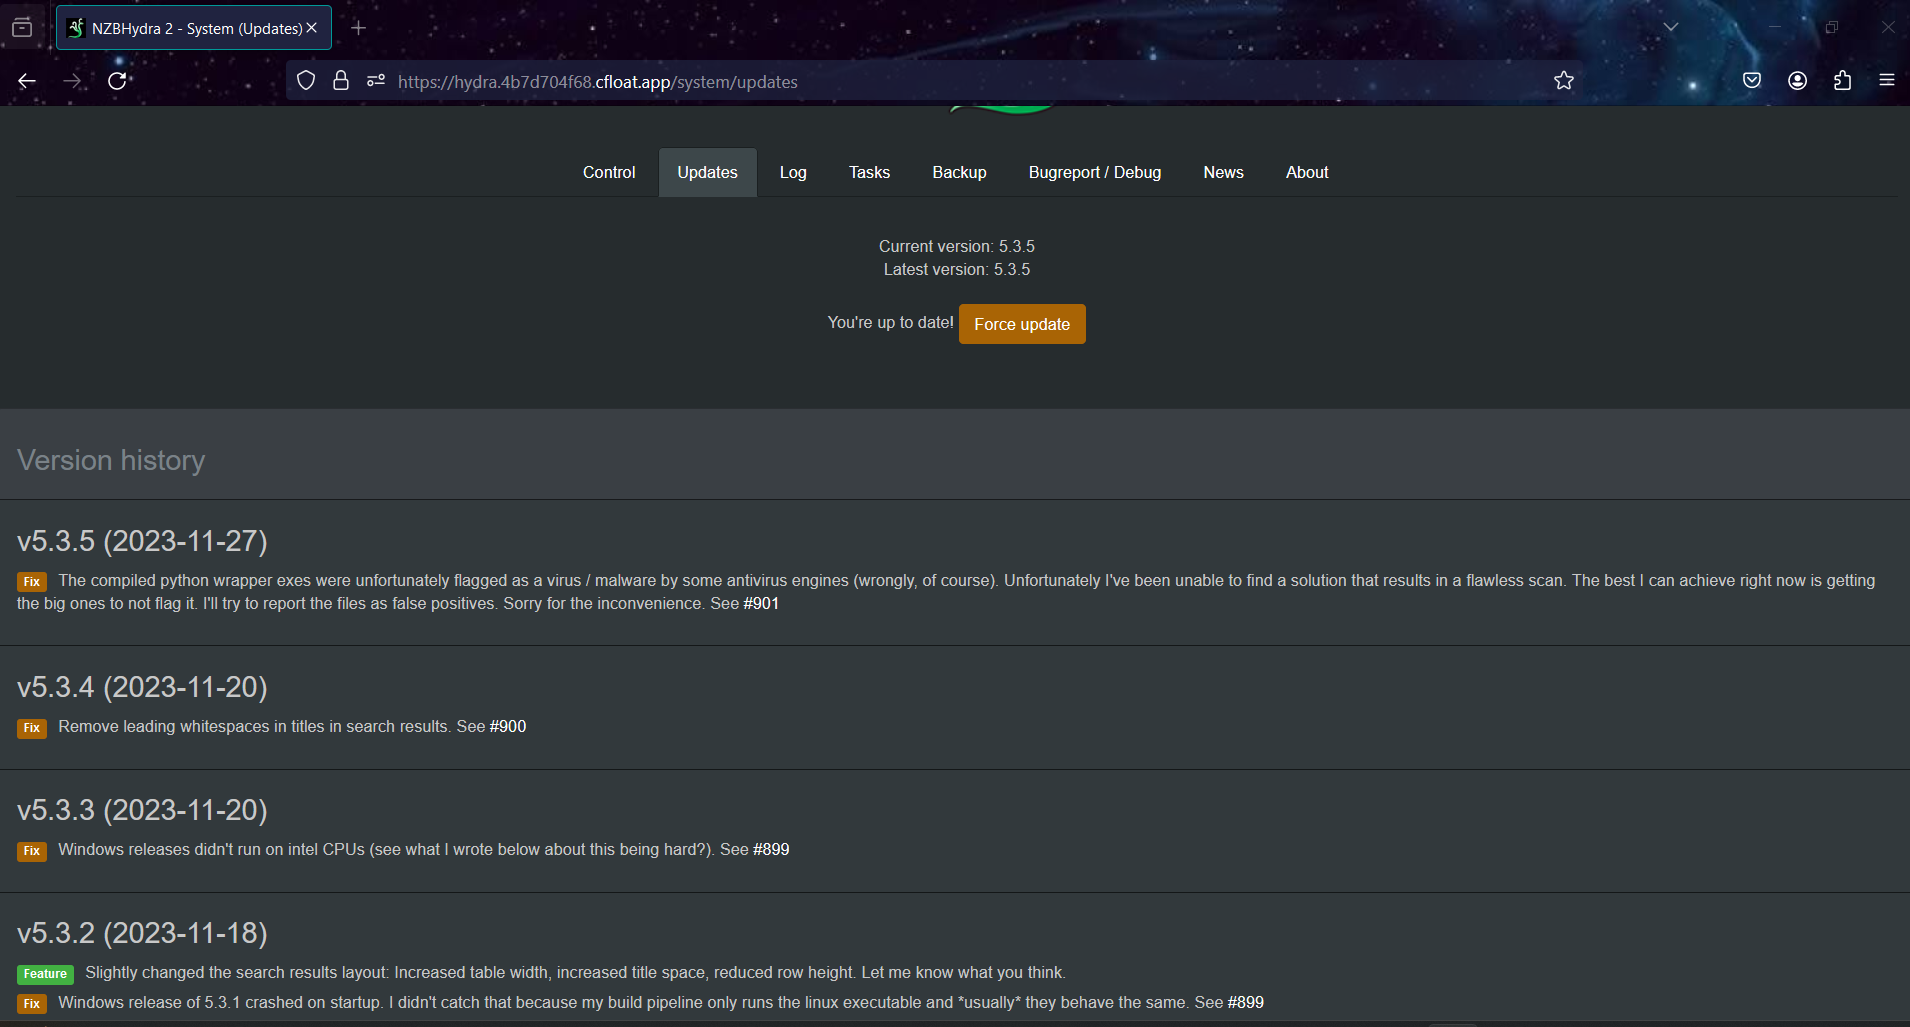 NZBHydra 2 - System (Updates)
https://hydra.4b7d704f68.cfloat.app/system/updates
Control Updates Log Tasks Backup Bugreport / Debug News About
Current version: 5.3.5
Latest version: 5.3.5
You're up to date! Force update
Version history
v5.3.5 (2023-11-27)
Fix The compiled python wrapper exes were unfortunately flagged as a virus / malware by some antivirus engines (wrongly, of course). Unfortunately I've been unable to find a solution that results in a flawless scan. The best I can achieve right now is getting
the big ones to not flag it. I'll try to report the files as false positives. Sorry for the inconvenience. See #901
v5.3.4 (2023-11-20)
Fix Remove leading whitespaces in titles in search results. See #900
v5.3.3 (2023-11-20)
Fix Windows releases didn't run on intel CPUs (see what I wrote below about this being hard?). See #899
v5.3.2 (2023-11-18)
Feature Slightly changed the search results layout: Increased table width, increased title space, reduced row height. Let me know what you think.
Fix Windows release of 5.3.1 crashed on startup. I didn't catch that because my build pipeline only runs the linux executable and *usually* they behave the same. See #899